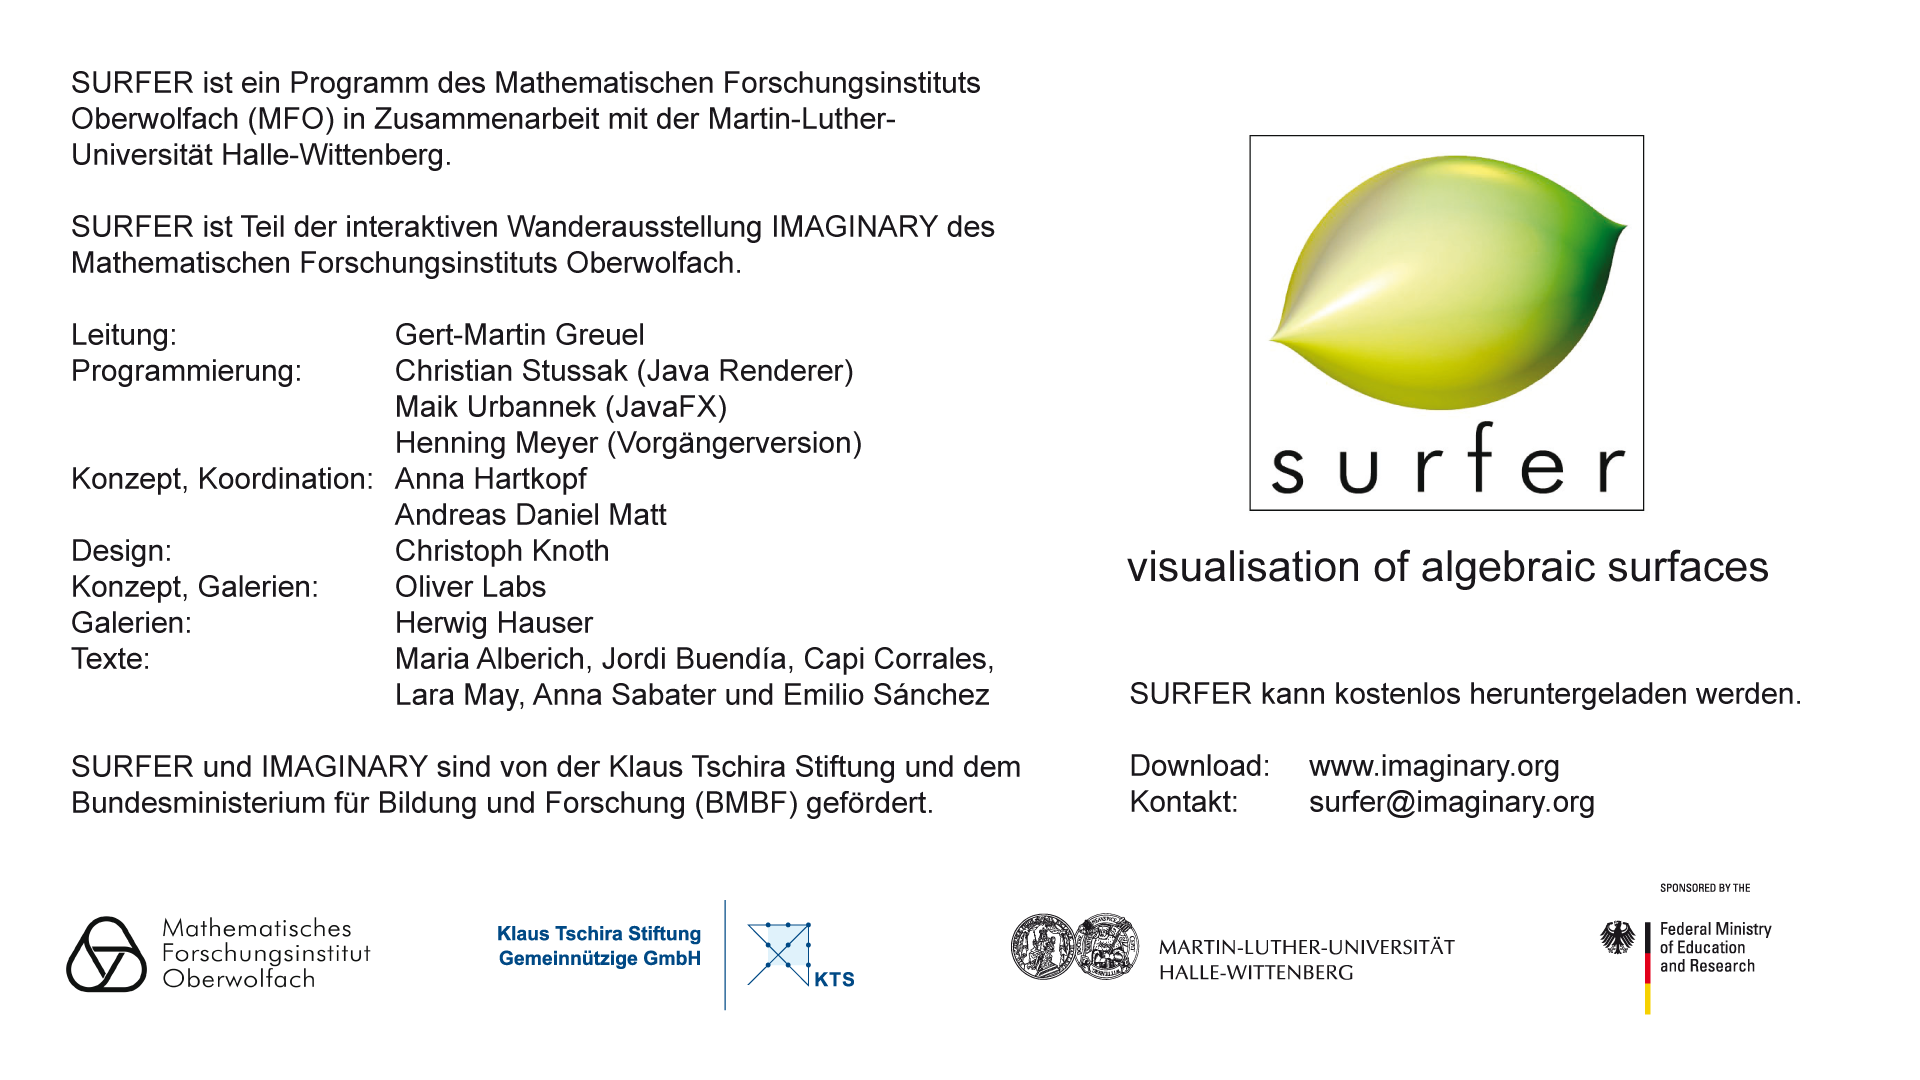 SURFER ist ein Programm des Mathematischen Forschungsinstituts
Oberwolfach (MFO) in Zusammenarbeit mit der Martin-Luther-
Universität Halle-Wittenberg.
SURFER ist Teil der interaktiven Wanderausstellung IMAGINARY des
Mathematischen Forschungsinstituts Oberwolfach.
Leitung: Gert-Martin Greuel
Programmierung: Christian Stussak (Java Renderer)
Maik Urbannek (JavaFX)
Henning Meyer (Vorgängerversion)
Konzept, Koordination: Anna Hartkopf
Andreas Daniel Matt
Design: Christoph Knoth
Konzept, Galerien: Oliver Labs
Galerien: Herwig Hauser
Texte: Maria Alberich, Jordi Buendía, Capi Corrales,
Lara May, Anna Sabater und Emilio Sánchez
SURFER und IMAGINARY sind von der Klaus Tschira Stiftung und dem
Bundesministerium für Bildung und Forschung (BMBF) gefördert.
surfer
visualisation of algebraic surfaces
SURFER kann kostenlos heruntergeladen werden.
Download: www.imaginary.org
Kontakt: surfer@imaginary.org
Mathematisches
Forschungsinstitut
Oberwolfach
Klaus Tschira Stiftung
Gemeinnützige GmbH
KTS
MARTIN-LUTHER-UNIVERSITÄT
HALLE-WITTENBERG
SPONSORED BY THE
Federal Ministry
of Education
and Research